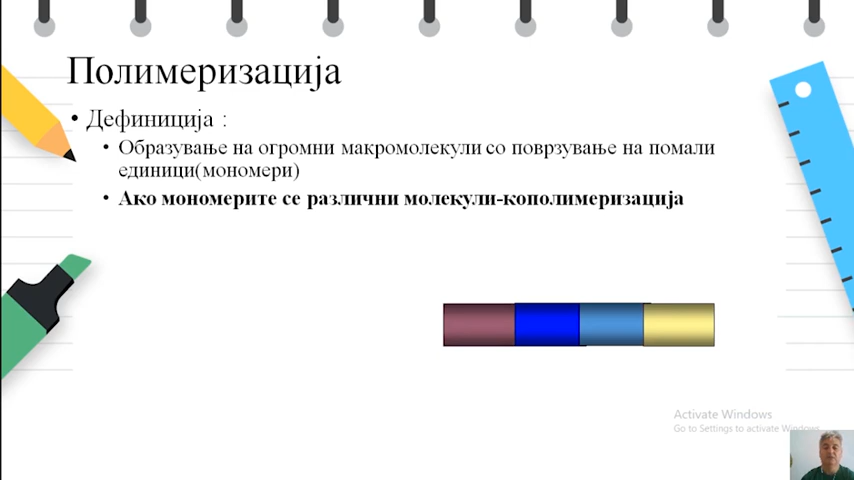 Полимеризација
• Дефиниција :
• Образување на огромни макромолекули со поврзување на помали
единици(мономери)
• Ако мономерите се различни молекули-кополимеризација
Activate Windows
Go to Settings to activate Windows.